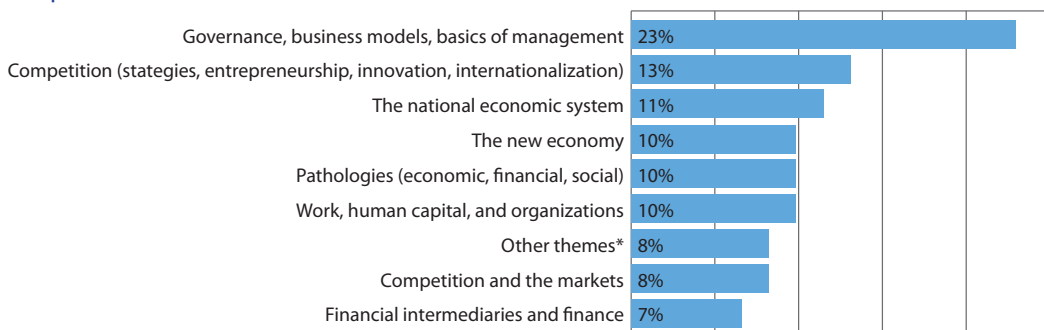 Governance, business models, basics of management 23%
Competition (stategies, entrepreneurship, innovation, internationalization) 13%
The national economic system 11%
The new economy 10%
Pathologies (economic, financial, social) 10%
Work, human capital, and organizations 10%
Other themes* 8%
Competition and the markets 8%
Financial intermediaries and finance 7%